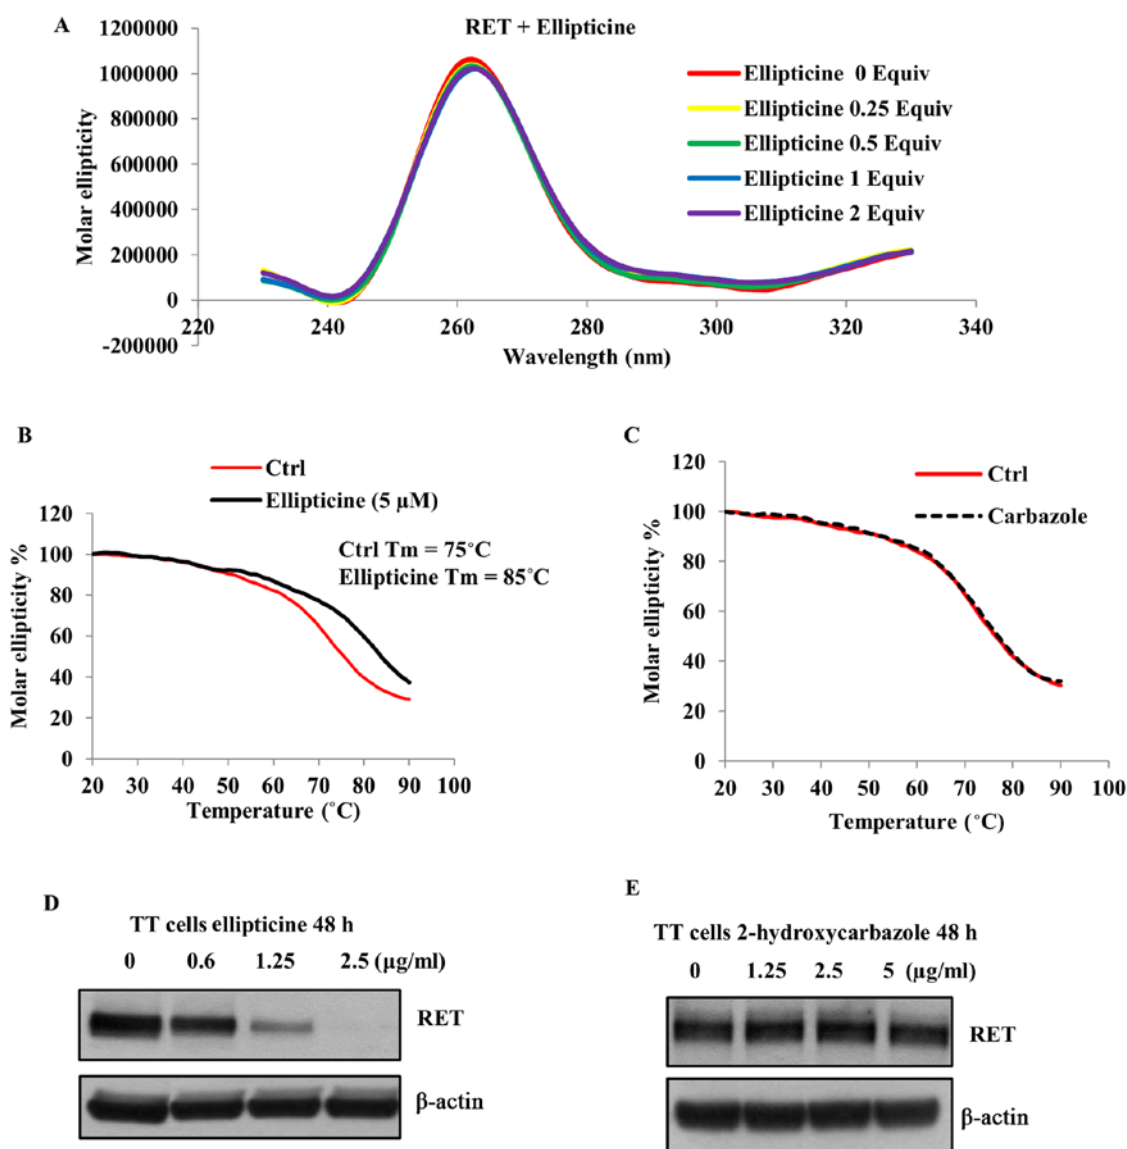 A
RET + Ellipticine
1200000
1000000
800000
600000
400000
200000
0
-200000
Molar ellipticity
220 240 260 280 300 320 340
Wavelength (nm)
Ellipticine 0 Equiv
Ellipticine 0.25 Equiv
Ellipticine 0.5 Equiv
Ellipticine 1 Equiv
Ellipticine 2 Equiv
B
Ctrl
Ellipticine (5 µM)
Ctrl Tm = 75°C
Ellipticine Tm = 85°C
120
100
80
60
40
20
0
Molar ellipticity %
20 30 40 50 60 70 80 90 100
Temperature (°C)
C
Ctrl
Carbazole
120
100
80
60
40
20
0
Molar ellipticity %
20 30 40 50 60 70 80 90 100
Temperature (°C)
D
TT cells ellipticine 48 h
0 0.6 1.25 2.5 (µg/ml)
RET
β-actin
E
TT cells 2-hydroxycarbazole 48 h
0 1.25 2.5 5 (µg/ml)
RET
β-actin